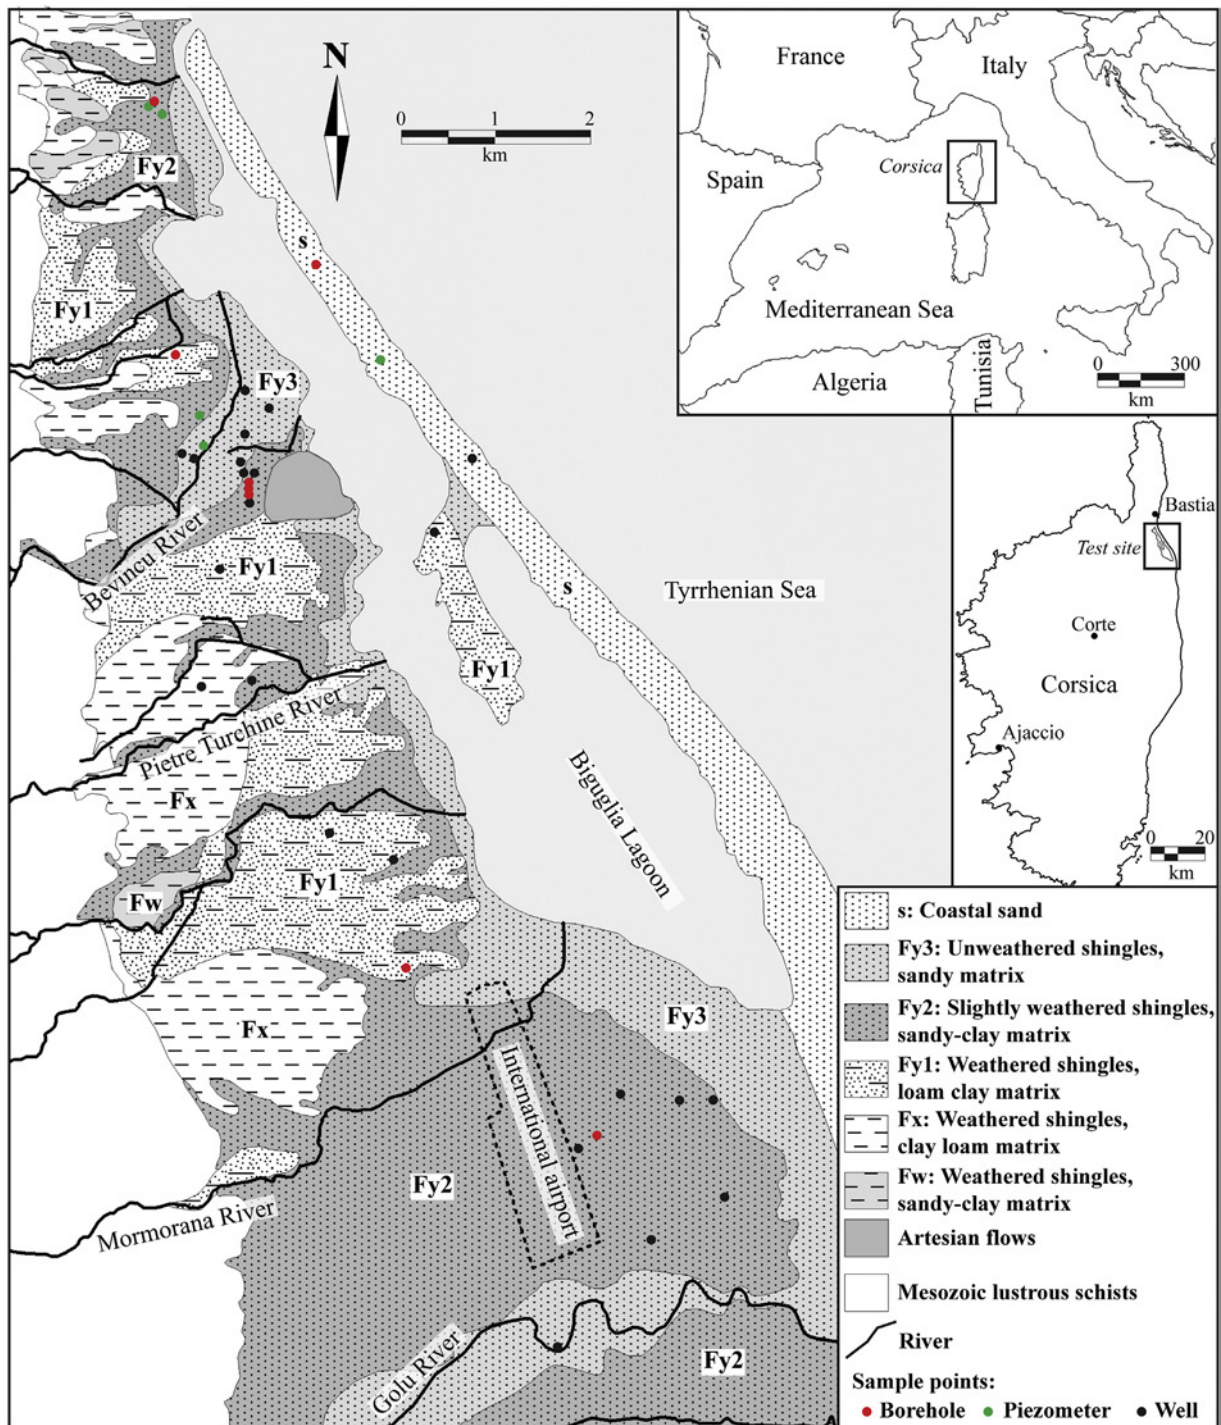 N
0 1 2
km
Fy2
s
Fy1
Fy3
Bevincu River
Fy1
Tyrrhenian Sea
s
Fy1
Pietre Turchine River
Fx
Biguglia Lagoon
Fy1
Fw
Fx
Fy3
International airport
Fy2
Mormorana River
Golu River
Fy2
France
Italy
Corsica
Spain
Mediterranean Sea
Algeria
Tunisia
0 300
km
Bastia
Test site
Corte
Corsica
Ajaccio
0 20
km
s: Coastal sand
Fy3: Unweathered shingles,
sandy matrix
Fy2: Slightly weathered shingles,
sandy-clay matrix
Fy1: Weathered shingles,
loam clay matrix
Fx: Weathered shingles,
clay loam matrix
Fw: Weathered shingles,
sandy-clay matrix
Artesian flows
Mesozoic lustrous schists
River
Sample points:
Borehole Piezometer Well